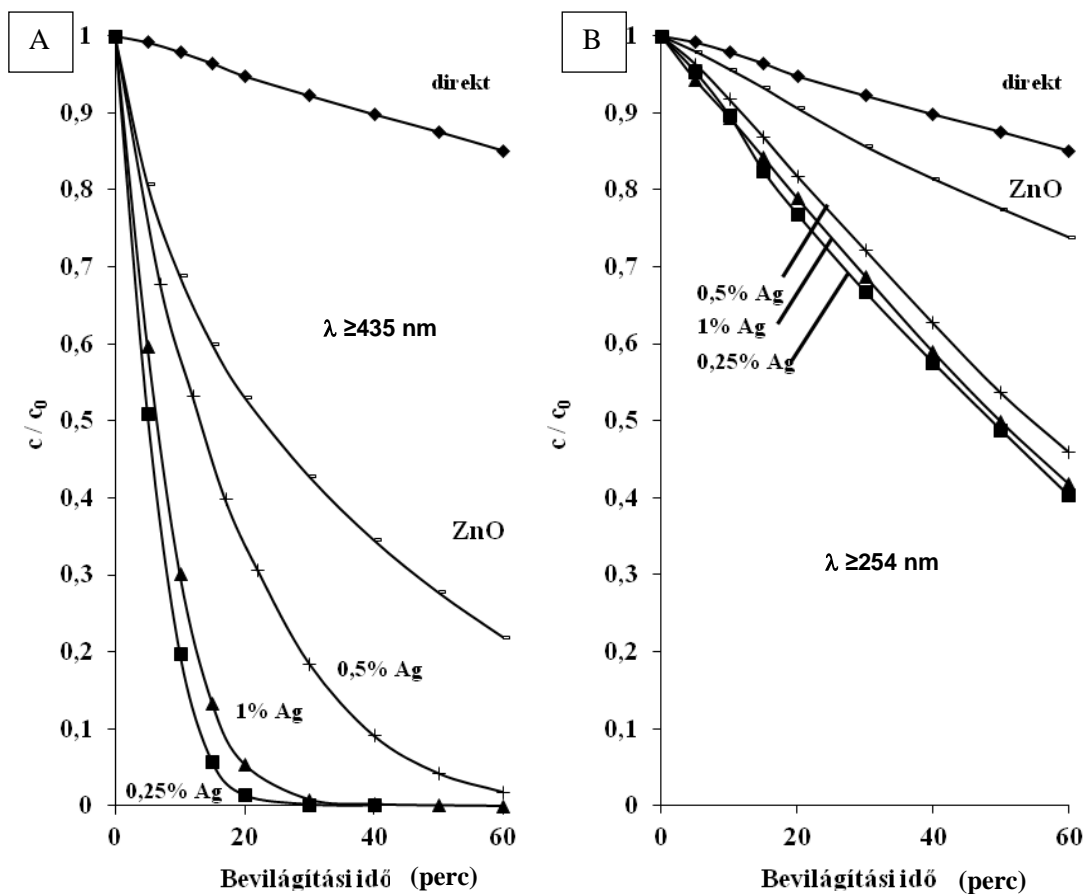 A
1
0,9
0,8
0,7
0,6
0,5
0,4
0,3
0,2
0,1
0
c / c0
direkt
λ ≥435 nm
ZnO
0,5% Ag
1% Ag
0,25% Ag
0
20
40
60
Bevilágítási idő (perc)
B
1
0,9
0,8
0,7
0,6
0,5
0,4
0,3
0,2
0,1
0
c / c0
direkt
ZnO
0,5% Ag
1% Ag
0,25% Ag
λ ≥254 nm
0
20
40
60
Bevilágítási idő (perc)